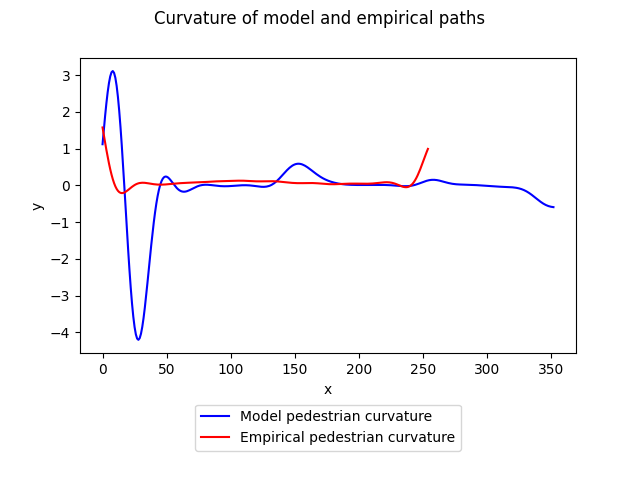 Curvature of model and empirical paths
3
2
1
0
−1
−2
−3
−4
y
0 50 100 150 200 250 300 350
x
Model pedestrian curvature
Empirical pedestrian curvature